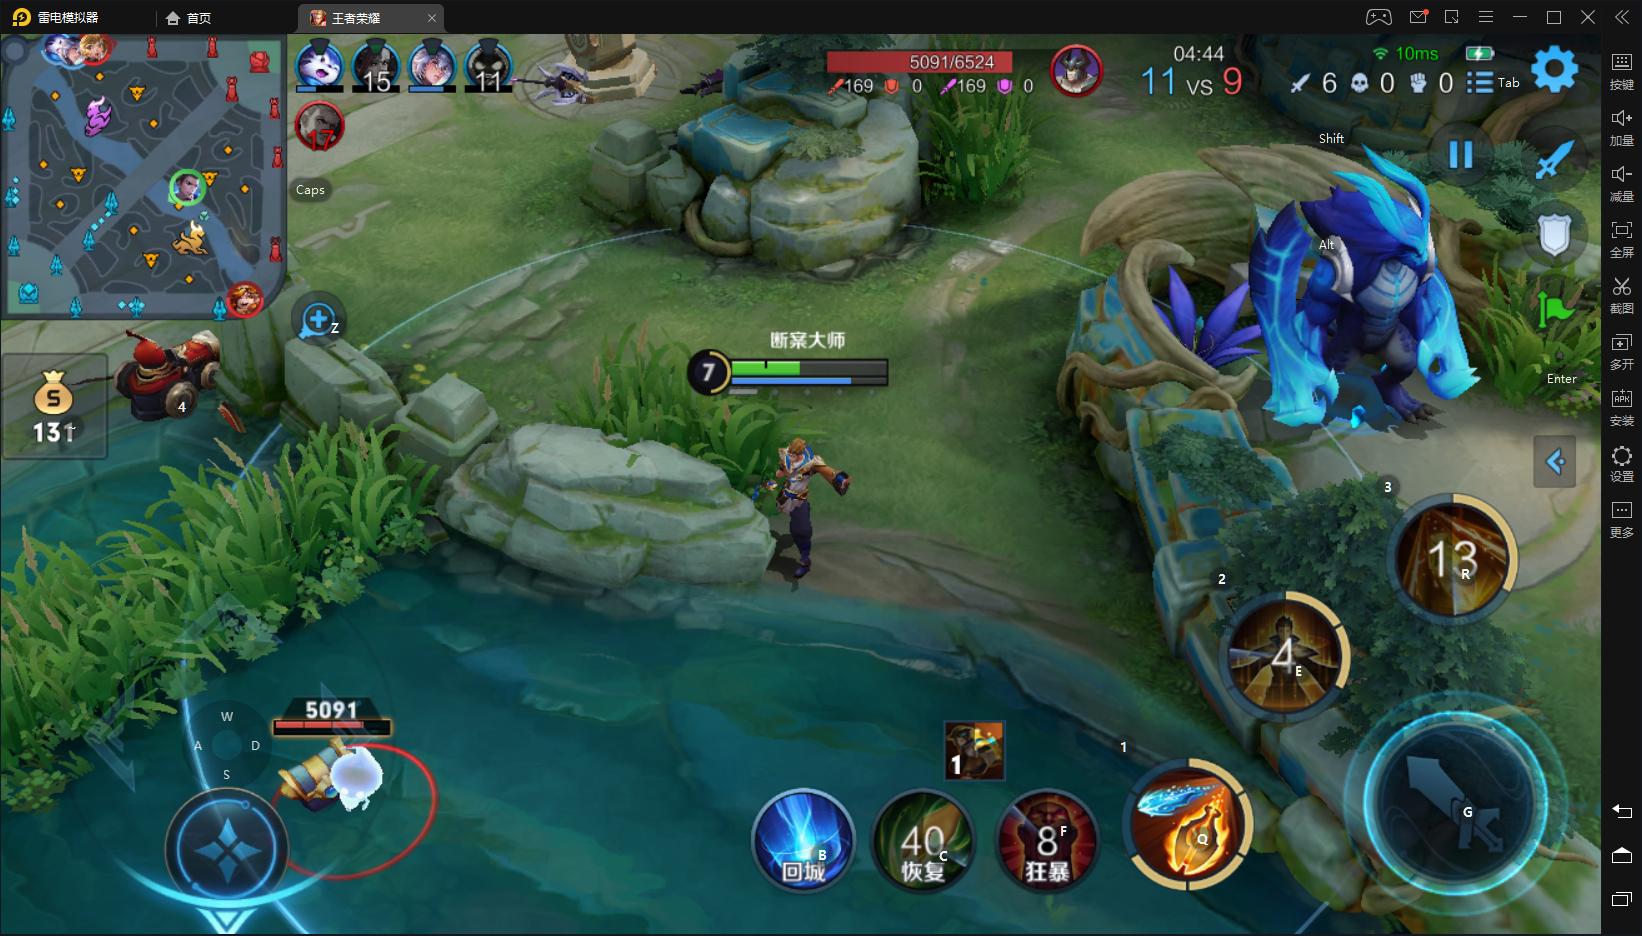 雷电模拟器
首页
王者荣耀
15
11
17
5091/6524
169
0
169
0
04:44
11 VS 9
10ms
6
0
0
Tab
Shift
Caps
Alt
Z
Enter
断案大师
7
4
3
13
R
2
4
E
W
A
D
S
5091
1
1
回城
B
40
恢复
C
8
狂暴
F
Q
G
按键
加量
减量
全屏
截图
多开
安装
设置
更多